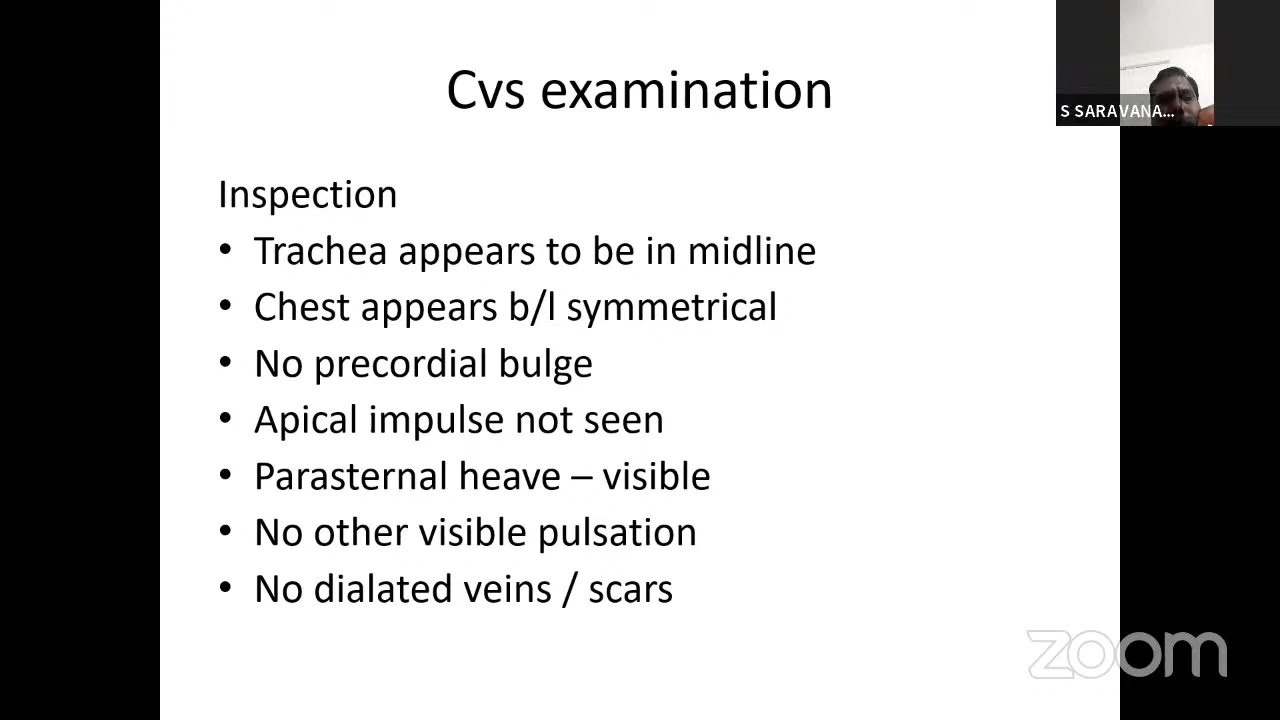 Cvs examination
S SARAVANA...
Inspection
• Trachea appears to be in midline
• Chest appears b/l symmetrical
• No precordial bulge
• Apical impulse not seen
• Parasternal heave – visible
• No other visible pulsation
• No dialated veins / scars
zoom